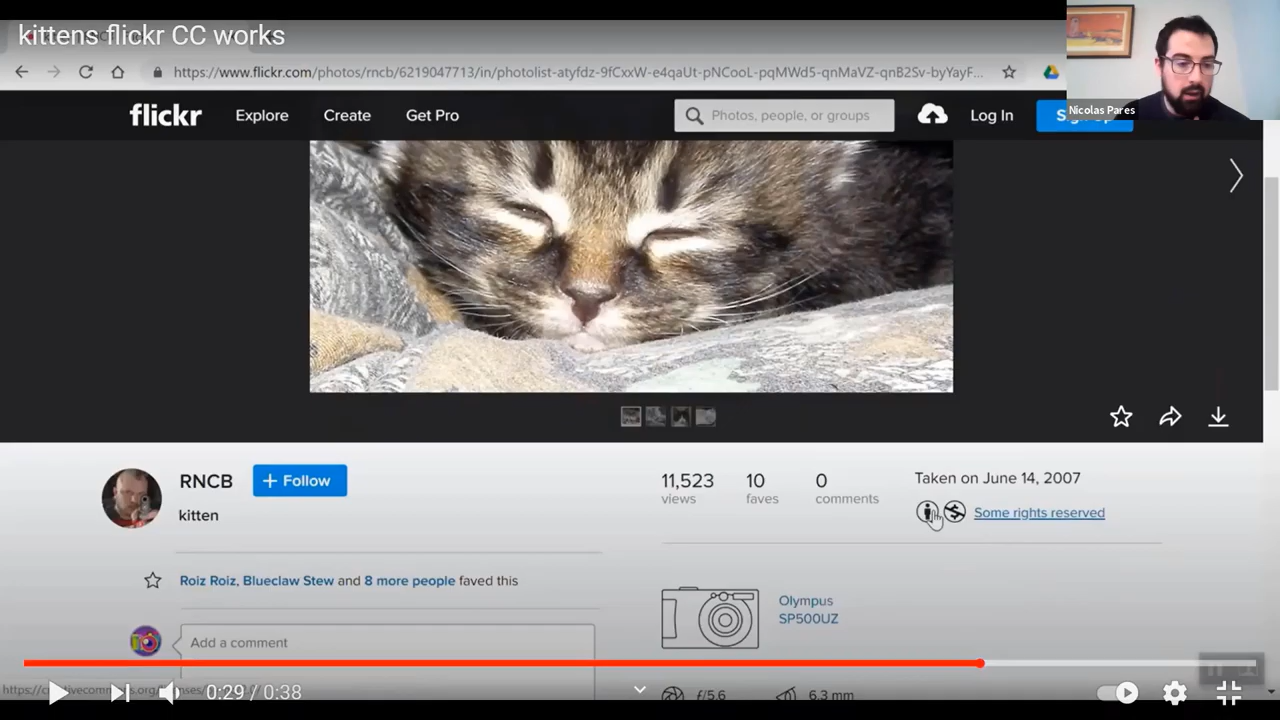 kittens flickr CC works
https://www.flickr.com/photos/rncb/6219047713/in/photolist-atyfdz-9fCxxW-e4qaUt-pNCooL-pqMWd5-qnMaVZ-qnB2Sv-byYayF...
Nicolas Pares
flickr
Explore
Create
Get Pro
Photos, people, or groups
Log In
RNCB
+ Follow
kitten
11,523
views
10
faves
0
comments
Taken on June 14, 2007
Some rights reserved
Roiz Roiz, Blueclaw Stew and 8 more people faved this
Olympus
SP500UZ
Add a comment
0:29 / 0:38
f/5.6
6.3 mm